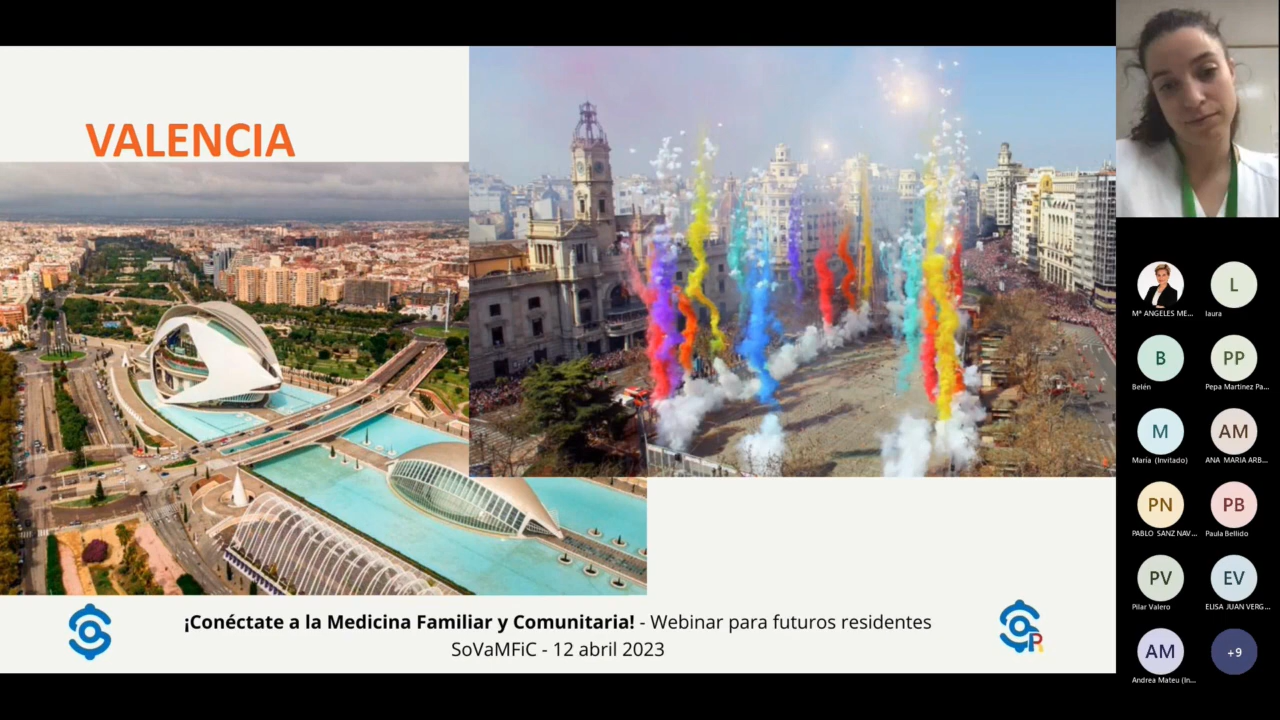 VALENCIA
¡Conéctate a la Medicina Familiar y Comunitaria! - Webinar para futuros residentes
SoVaMFiC - 12 abril 2023
Mª ANGELES ME...
L
laura
B
Belén
PP
Pepa Martinez Pa...
M
María (Invitado)
AM
ANA MARIA ARB...
PN
PABLO SANZ NAV...
PB
Paula Bellido
PV
Pilar Valero
EV
ELISA JUAN VERG...
AM
Andrea Mateu (In...
+9
R